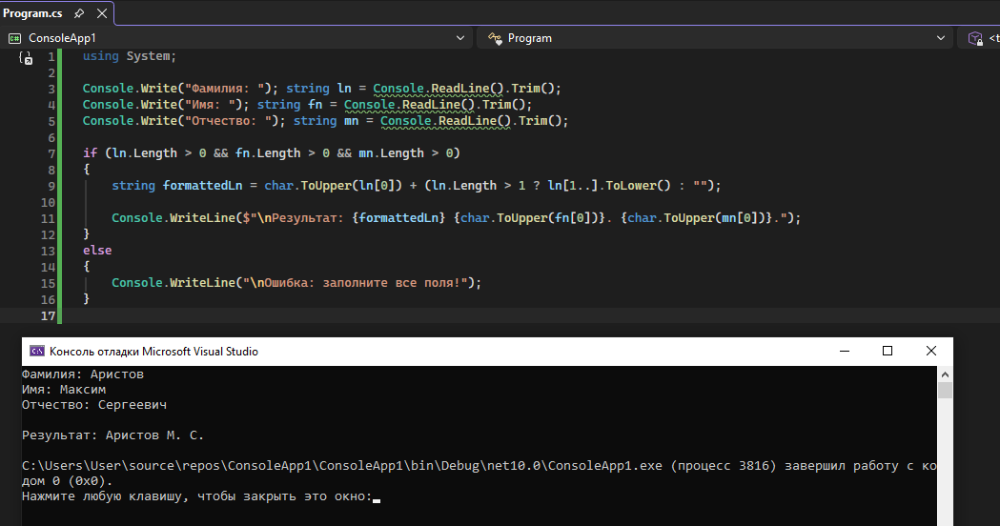 Program.cs
ConsoleApp1
Program
<t
1 using System;
2
3 Console.Write("Фамилия: "); string ln = Console.ReadLine().Trim();
4 Console.Write("Имя: "); string fn = Console.ReadLine().Trim();
5 Console.Write("Отчество: "); string mn = Console.ReadLine().Trim();
6
7 if (ln.Length > 0 && fn.Length > 0 && mn.Length > 0)
8 {
9 string formattedLn = char.ToUpper(ln[0]) + (ln.Length > 1 ? ln[1..].ToLower() : "");
10
11 Console.WriteLine($"\nРезультат: {formattedLn} {char.ToUpper(fn[0])}. {char.ToUpper(mn[0])}.");
12 }
13 else
14 {
15 Console.WriteLine("\nОшибка: заполните все поля!");
16 }
17
Консоль отладки Microsoft Visual Studio
Фамилия: Аристов
Имя: Максим
Отчество: Сергеевич
Результат: Аристов М. С.
C:\Users\User\source\repos\ConsoleApp1\ConsoleApp1\bin\Debug\net10.0\ConsoleApp1.exe (процесс 3816) завершил работу с ко
дом 0 (0x0).
Нажмите любую клавишу, чтобы закрыть это окно: